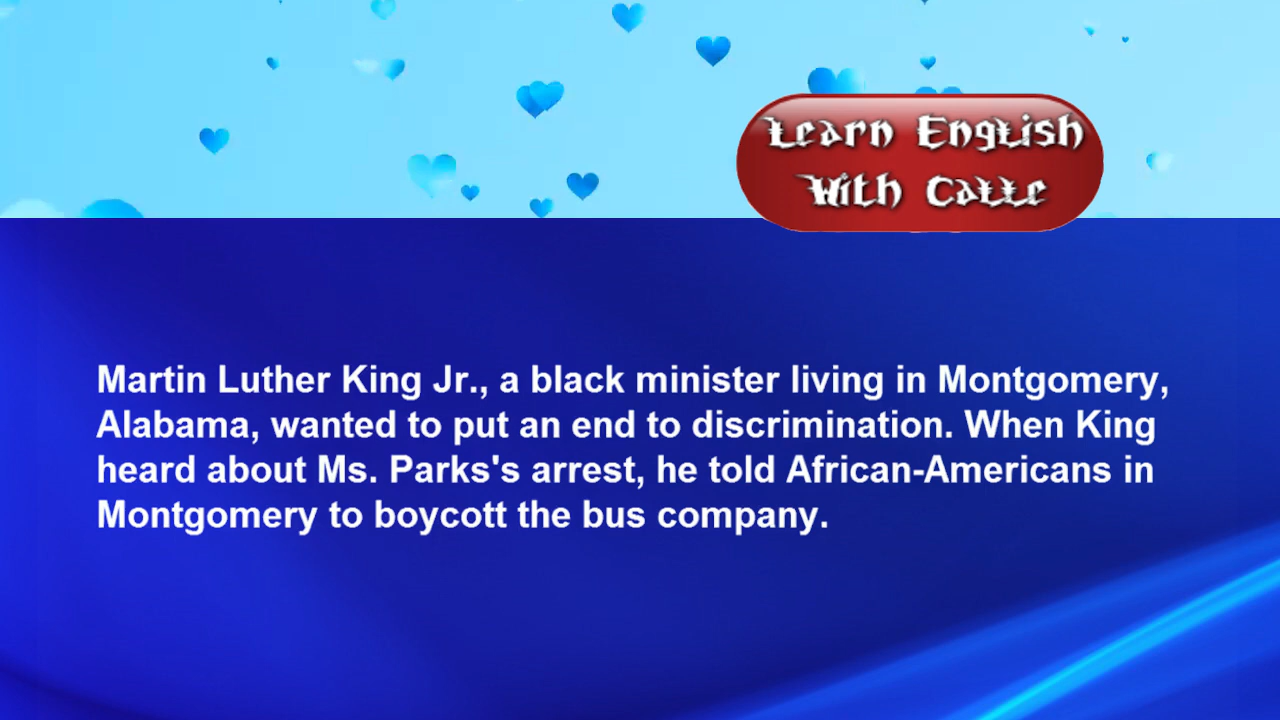 Learn English
With Calle
Martin Luther King Jr., a black minister living in Montgomery,
Alabama, wanted to put an end to discrimination. When King
heard about Ms. Parks's arrest, he told African-Americans in
Montgomery to boycott the bus company.